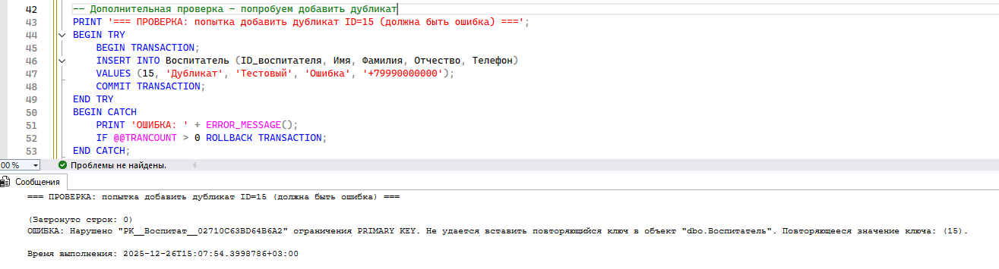 42 -- Дополнительная проверка - попробуем добавить дубликат
43 PRINT '=== ПРОВЕРКА: попытка добавить дубликат ID=15 (должна быть ошибка) ===';
44 BEGIN TRY
45 BEGIN TRANSACTION;
46 INSERT INTO Воспитатель (ID_воспитателя, Имя, Фамилия, Отчество, Телефон)
47 VALUES (15, 'Дубликат', 'Тестовый', 'Ошибка', '+79990000000');
48 COMMIT TRANSACTION;
49 END TRY
50 BEGIN CATCH
51 PRINT 'ОШИБКА: ' + ERROR_MESSAGE();
52 IF @@TRANCOUNT > 0 ROLLBACK TRANSACTION;
53 END CATCH;
00 % Проблемы не найдены.
Сообщения
=== ПРОВЕРКА: попытка добавить дубликат ID=15 (должна быть ошибка) ===
(Затронуто строк: 0)
ОШИБКА: Нарушено "PK__Воспитат__02710C63BD64B6A2" ограничения PRIMARY KEY. Не удается вставить повторяющийся ключ в объект "dbo.Воспитатель". Повторяющееся значение ключа: (15).
Время выполнения: 2025-12-26T15:07:54.3998786+03:00